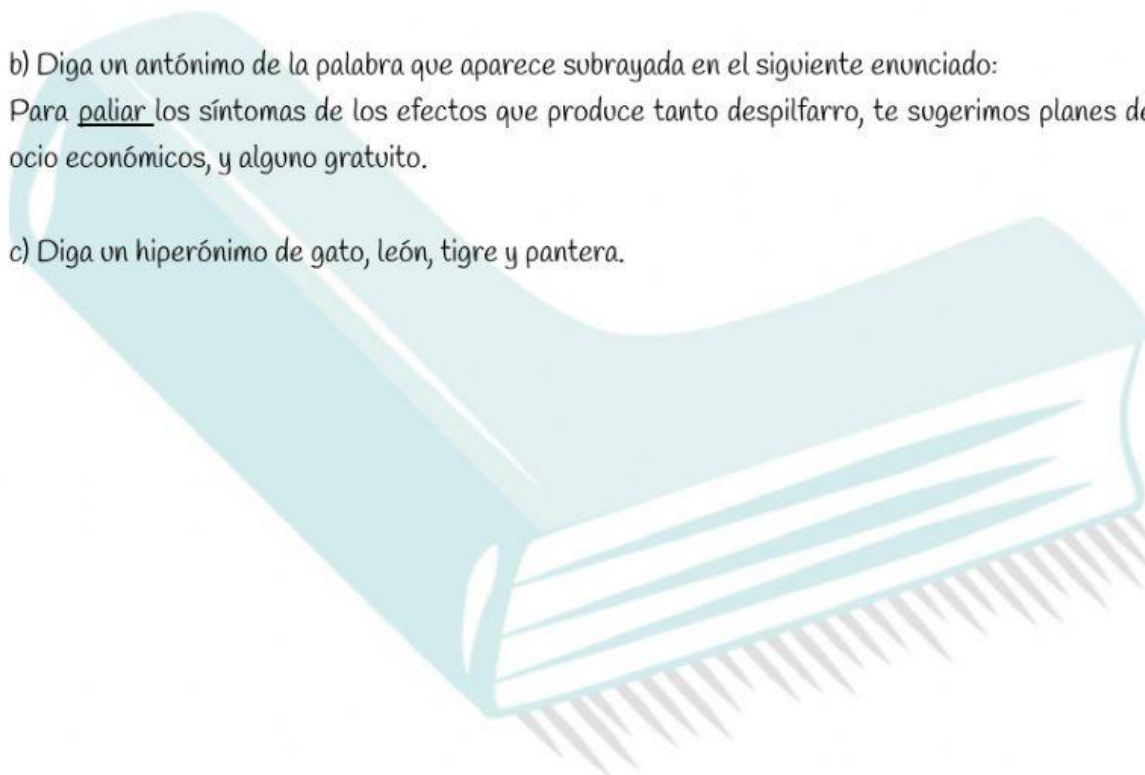 b) Diga un antónimo de la palabra que aparece subrayada en el siguiente enunciado:
Para paliar los síntomas de los efectos que produce tanto despilfarro, te sugerimos planes de
ocio económicos, y alguno gratuito.
c) Diga un hiperónimo de gato, león, tigre y pantera.